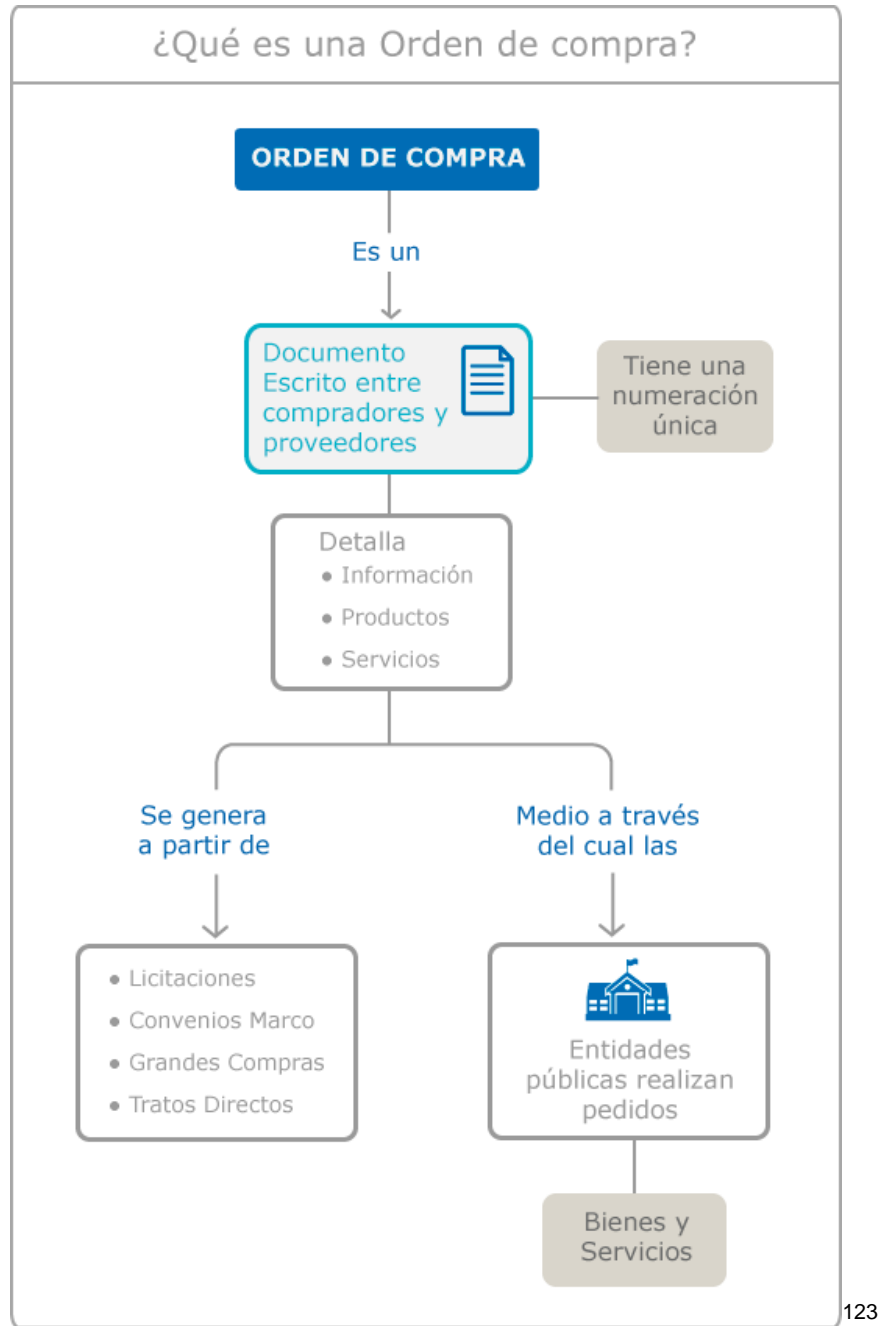 ¿Qué es una Orden de compra?
ORDEN DE COMPRA
Es un
Documento
Escrito entre
compradores y
proveedores
Tiene una
numeración
única
Detalla
• Información
• Productos
• Servicios
Se genera
a partir de
Medio a través
del cual las
• Licitaciones
• Convenios Marco
• Grandes Compras
• Tratos Directos
Entidades
públicas realizan
pedidos
Bienes y
Servicios
123